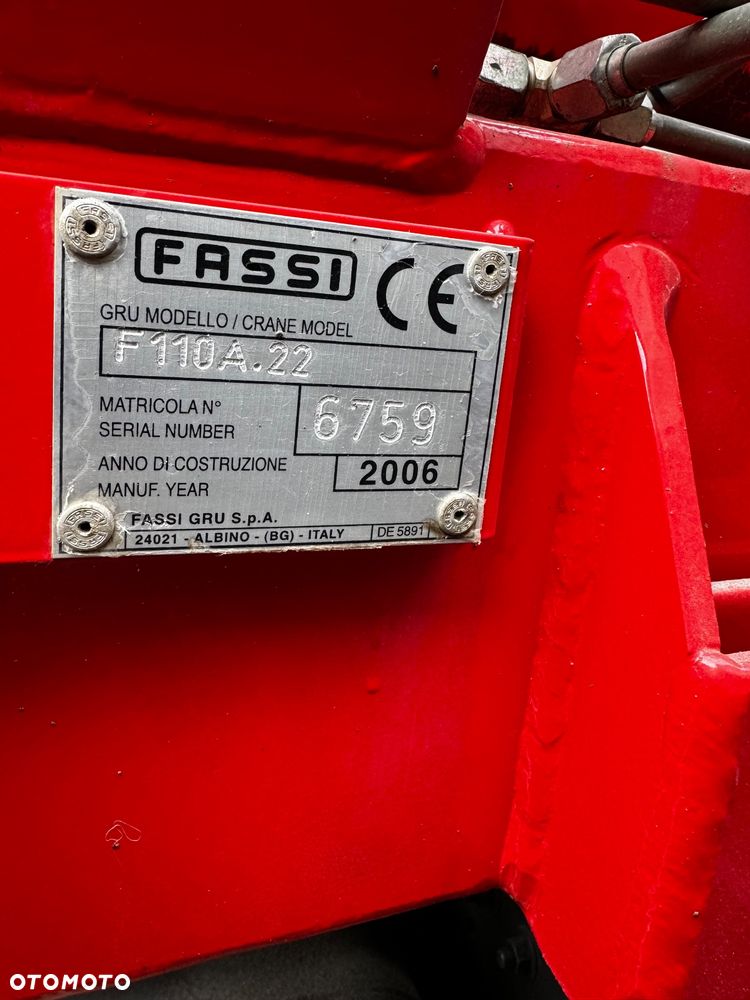 FASSI CE
GRU MODELLO / CRANE MODEL
F110A.22
MATRICOLA N°
SERIAL NUMBER
6759
ANNO DI COSTRUZIONE
MANUF. YEAR
2006
FASSI GRU S.p.A.
24021 - ALBINO - (BG) - ITALY
DE 5891
OTOMOTO